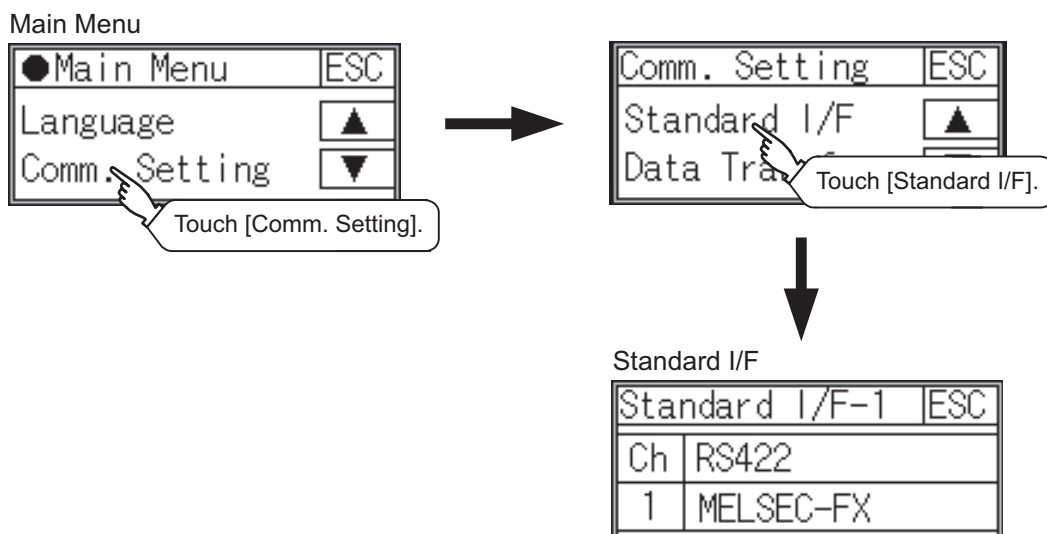 Main Menu
●Main Menu ESC
Language ▲
Comm. Setting ▼
Touch [Comm. Setting].
Comm. Setting ESC
Standard I/F ▲
Data
Touch [Standard I/F].
Standard I/F
Standard I/F-1 ESC
Ch RS422
1 MELSEC-FX